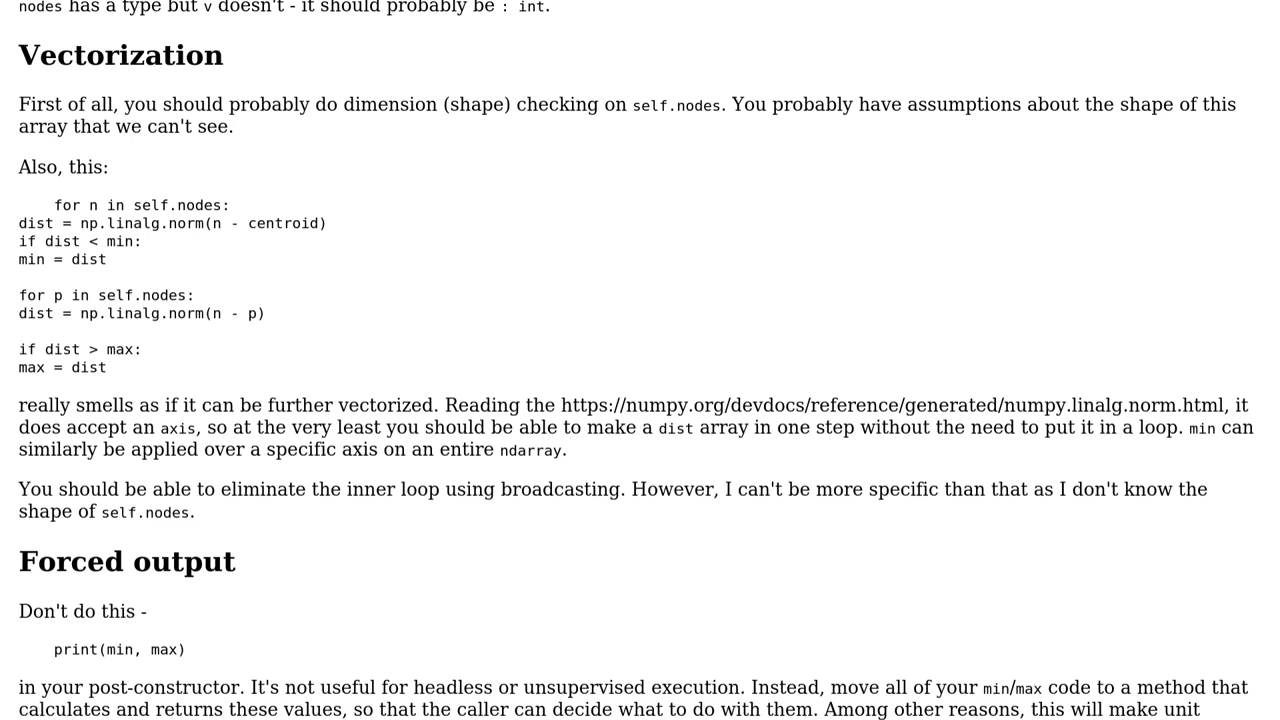 nodes has a type but v doesn't - it should probably be : int.
Vectorization
First of all, you should probably do dimension (shape) checking on self.nodes. You probably have assumptions about the shape of this
array that we can't see.
Also, this:
    for n in self.nodes:
dist = np.linalg.norm(n - centroid)
if dist < min:
min = dist
for p in self.nodes:
dist = np.linalg.norm(n - p)
if dist > max:
max = dist
really smells as if it can be further vectorized. Reading the https://numpy.org/devdocs/reference/generated/numpy.linalg.norm.html, it
does accept an axis, so at the very least you should be able to make a dist array in one step without the need to put it in a loop. min can
similarly be applied over a specific axis on an entire ndarray.
You should be able to eliminate the inner loop using broadcasting. However, I can't be more specific than that as I don't know the
shape of self.nodes.
Forced output
Don't do this -
    print(min, max)
in your post-constructor. It's not useful for headless or unsupervised execution. Instead, move all of your min/max code to a method that
calculates and returns these values, so that the caller can decide what to do with them. Among other reasons, this will make unit